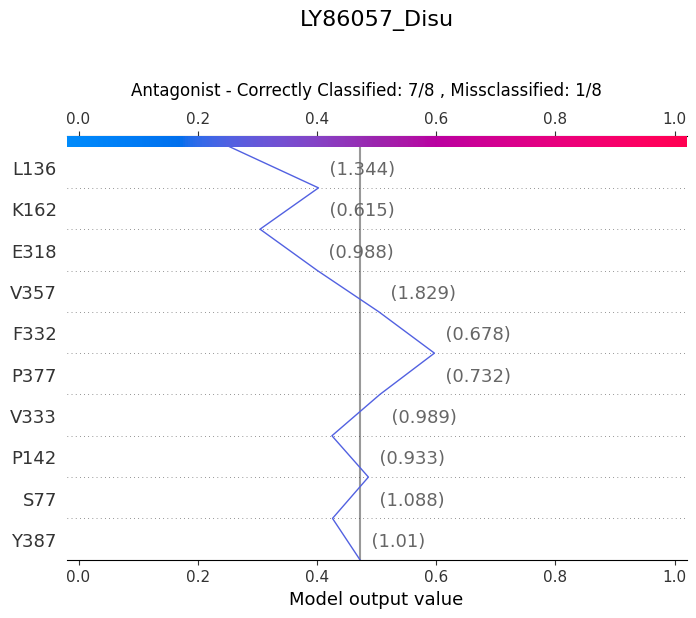 LY86057_Disu
Antagonist - Correctly Classified: 7/8 , Missclassified: 1/8
0.0 0.2 0.4 0.6 0.8 1.0
L136 (1.344)
K162 (0.615)
E318 (0.988)
V357 (1.829)
F332 (0.678)
P377 (0.732)
V333 (0.989)
P142 (0.933)
S77 (1.088)
Y387 (1.01)
0.0 0.2 0.4 0.6 0.8 1.0
Model output value